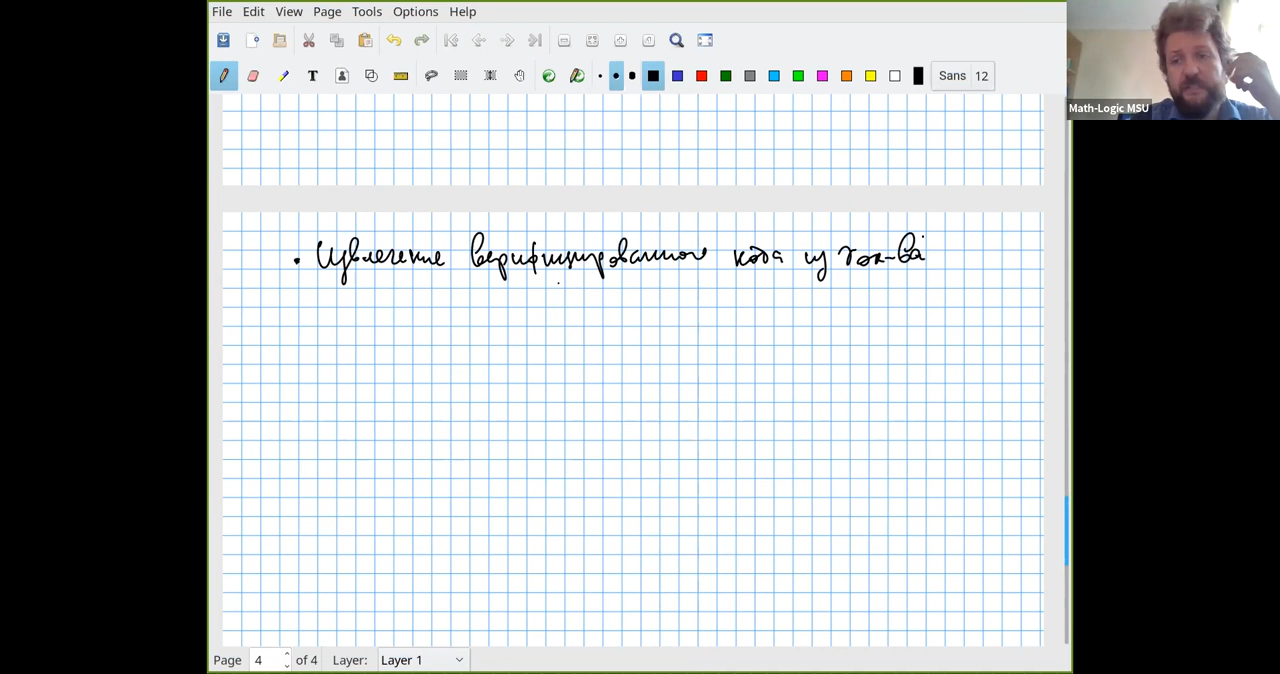 File Edit View Page Tools Options Help
Sans 12
Math-Logic MSU
• Извлечение верифицированного кода из док-ва
Page 4 of 4 Layer: Layer 1